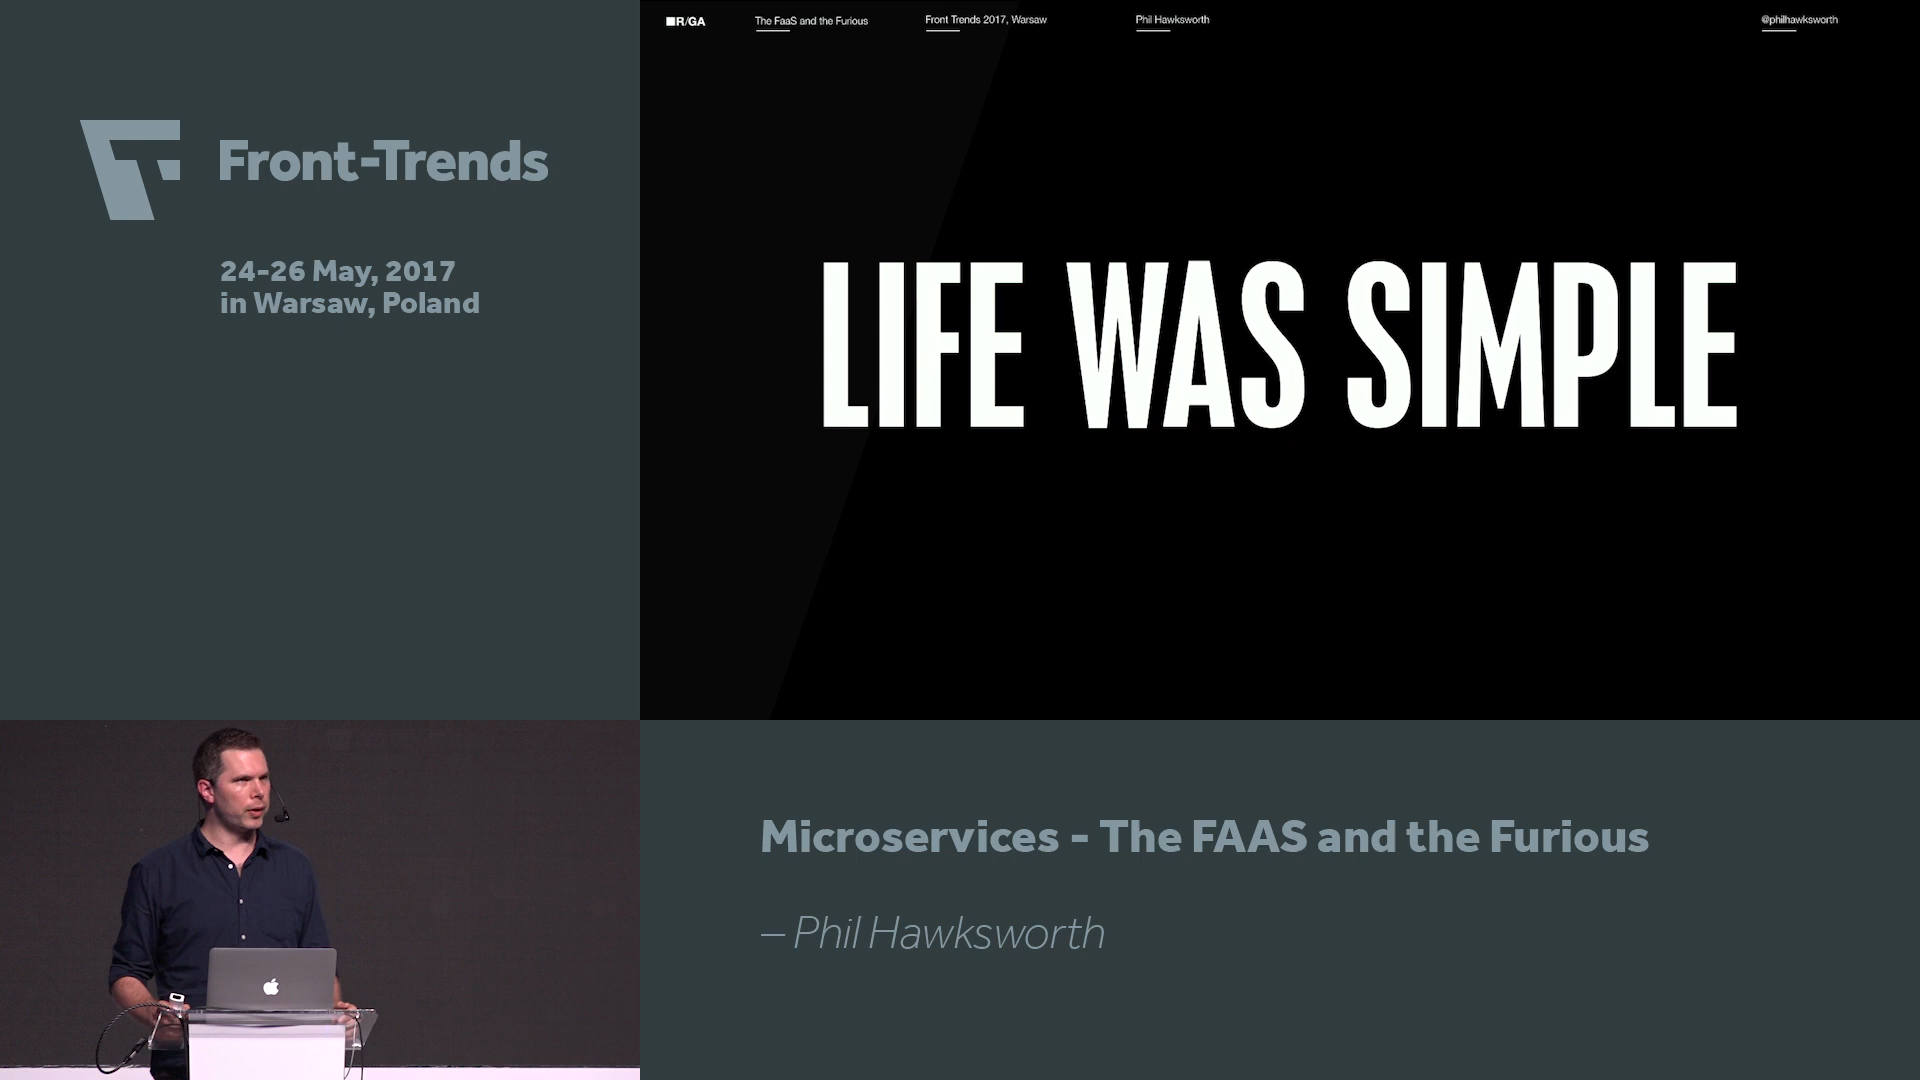 Front-Trends
24-26 May, 2017
in Warsaw, Poland
R/GA
The FaaS and the Furious
Front Trends 2017, Warsaw
Phil Hawksworth
@philhawksworth
LIFE WAS SIMPLE
Microservices - The FAAS and the Furious
– Phil Hawksworth